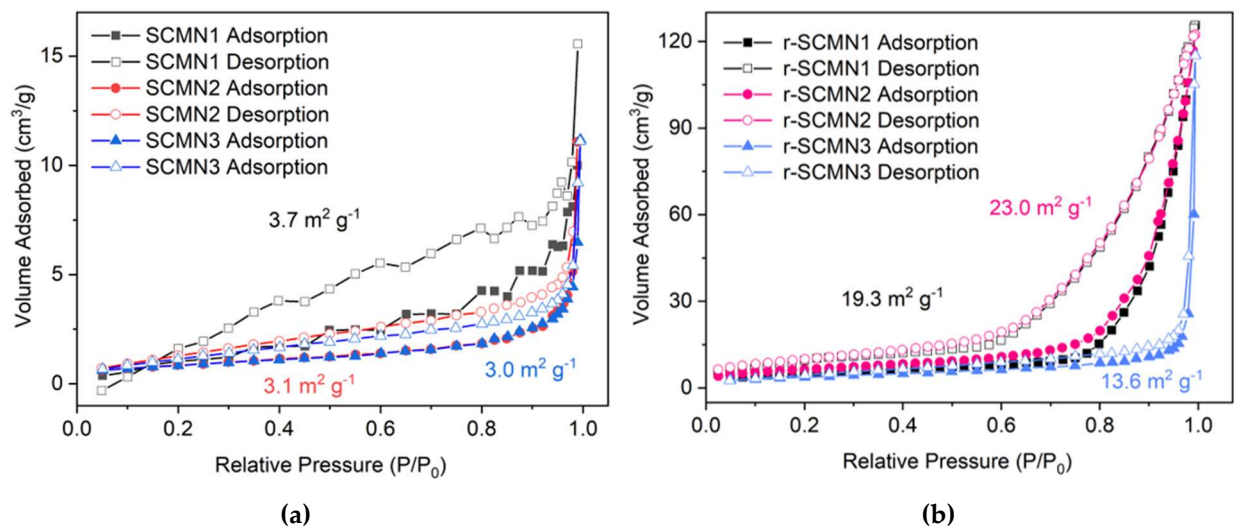 SCMN1 Adsorption
SCMN1 Desorption
SCMN2 Adsorption
SCMN2 Desorption
SCMN3 Adsorption
SCMN3 Desorption
3.7 m² g⁻¹
3.1 m² g⁻¹
3.0 m² g⁻¹
Volume Adsorbed (cm³/g)
15
10
5
0
0.0 0.2 0.4 0.6 0.8 1.0
Relative Pressure (P/P₀)
(a)
r-SCMN1 Adsorption
r-SCMN1 Desorption
r-SCMN2 Adsorption
r-SCMN2 Desorption
r-SCMN3 Adsorption
r-SCMN3 Desorption
23.0 m² g⁻¹
19.3 m² g⁻¹
13.6 m² g⁻¹
Volume Adsorbed (cm³/g)
120
90
60
30
0
0.0 0.2 0.4 0.6 0.8 1.0
Relative Pressure (P/P₀)
(b)